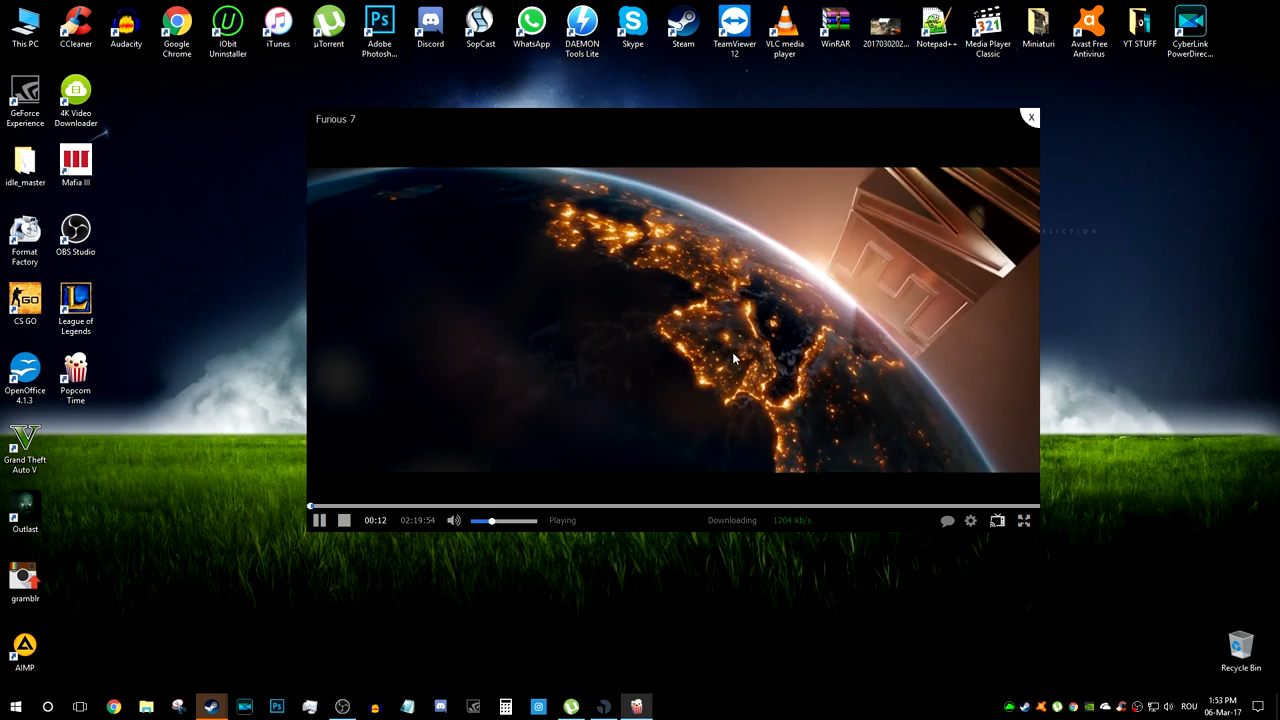 This PC
CCleaner
Audacity
Google
Chrome
IObit
Uninstaller
iTunes
µTorrent
Adobe
Photosh...
Discord
SopCast
WhatsApp
DAEMON
Tools Lite
Skype
Steam
TeamViewer
12
VLC media
player
WinRAR
2017030202...
Notepad++
Media Player
Classic
Miniaturi
Avast Free
Antivirus
YT STUFF
CyberLink
PowerDirec...
GeForce
Experience
4K Video
Downloader
Furious 7
X
idle_master
Mafia III
FLICTION
Format
Factory
OBS Studio
CS GO
League of
Legends
OpenOffice
4.1.3
Popcorn
Time
Grand Theft
Auto V
00:12
02:19:54
Playing
Downloading
1204 Kb/s
Outlast
gramblr
AIMP
Recycle Bin
ROU
1:53 PM
06-Mar-17